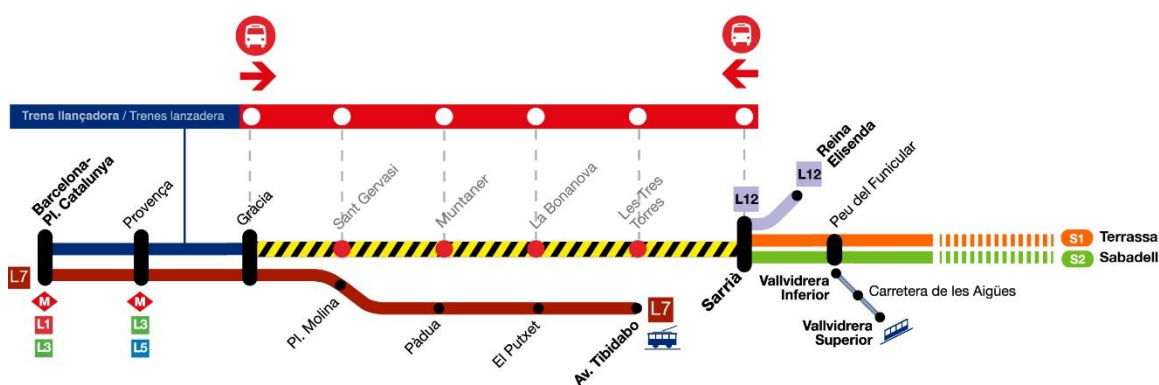 Trens llançadora / Trenes lanzadera
Barcelona-
Pl. Catalunya
Provença
Gràcia
Sant Gervasi
Muntaner
La Bonanova
Les Tres
Torres
L12
Sarrià
L12
Reina
Elisenda
Peu del Funicular
S1 Terrassa
S2 Sabadell
Vallvidrera
Inferior
Carretera de les Aigües
Vallvidrera
Superior
L7
Pl. Molina
Pàdua
El Putxet
Av. Tibidabo
L7
M
L1
L3
M
L3
L5